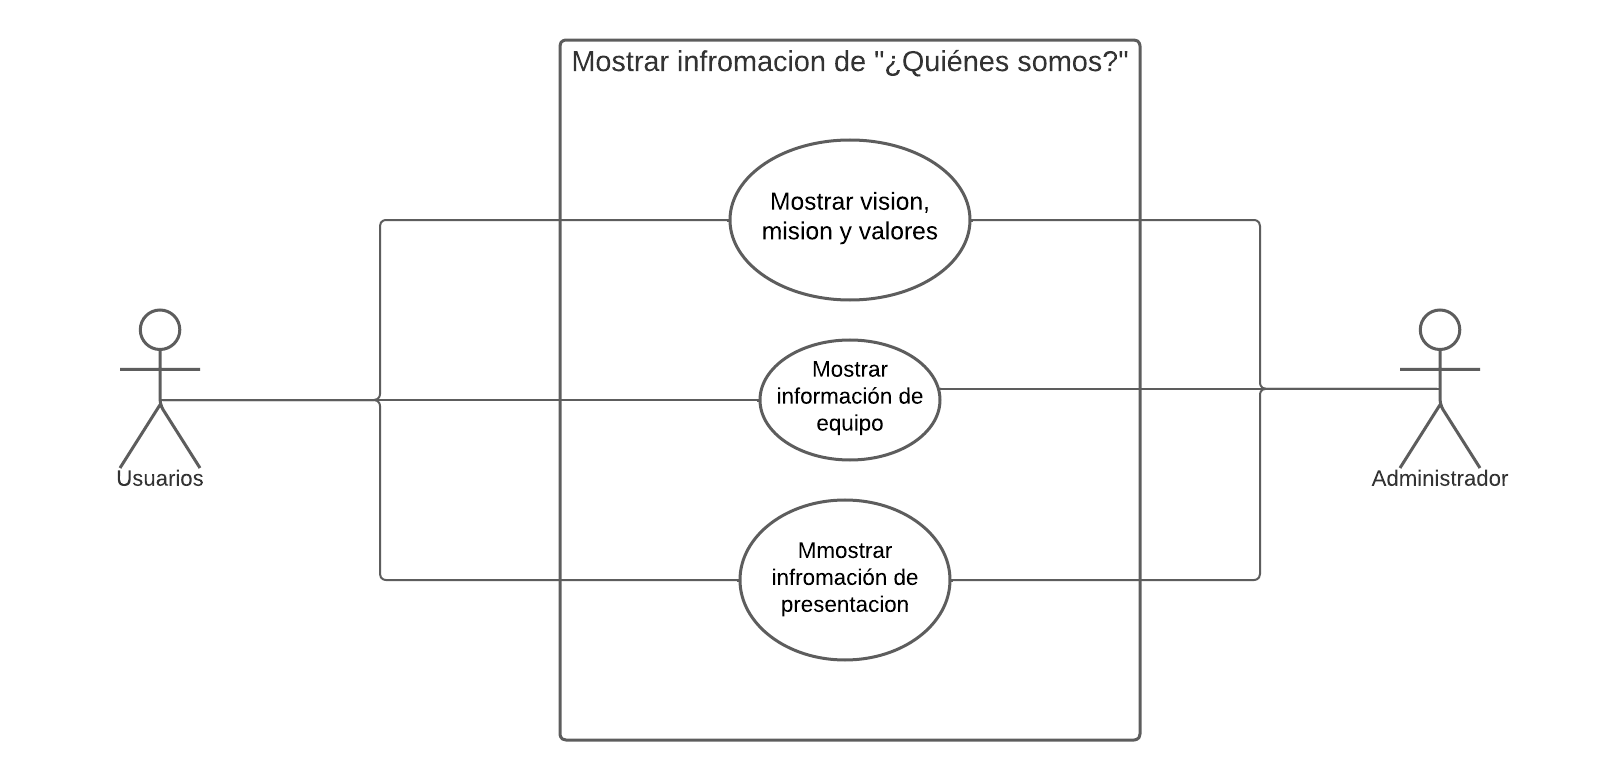 Mostrar infromacion de "¿Quiénes somos?"
Mostrar vision,
mision y valores
Mostrar
información de
equipo
Mmostrar
infromación de
presentacion
Usuarios
Administrador